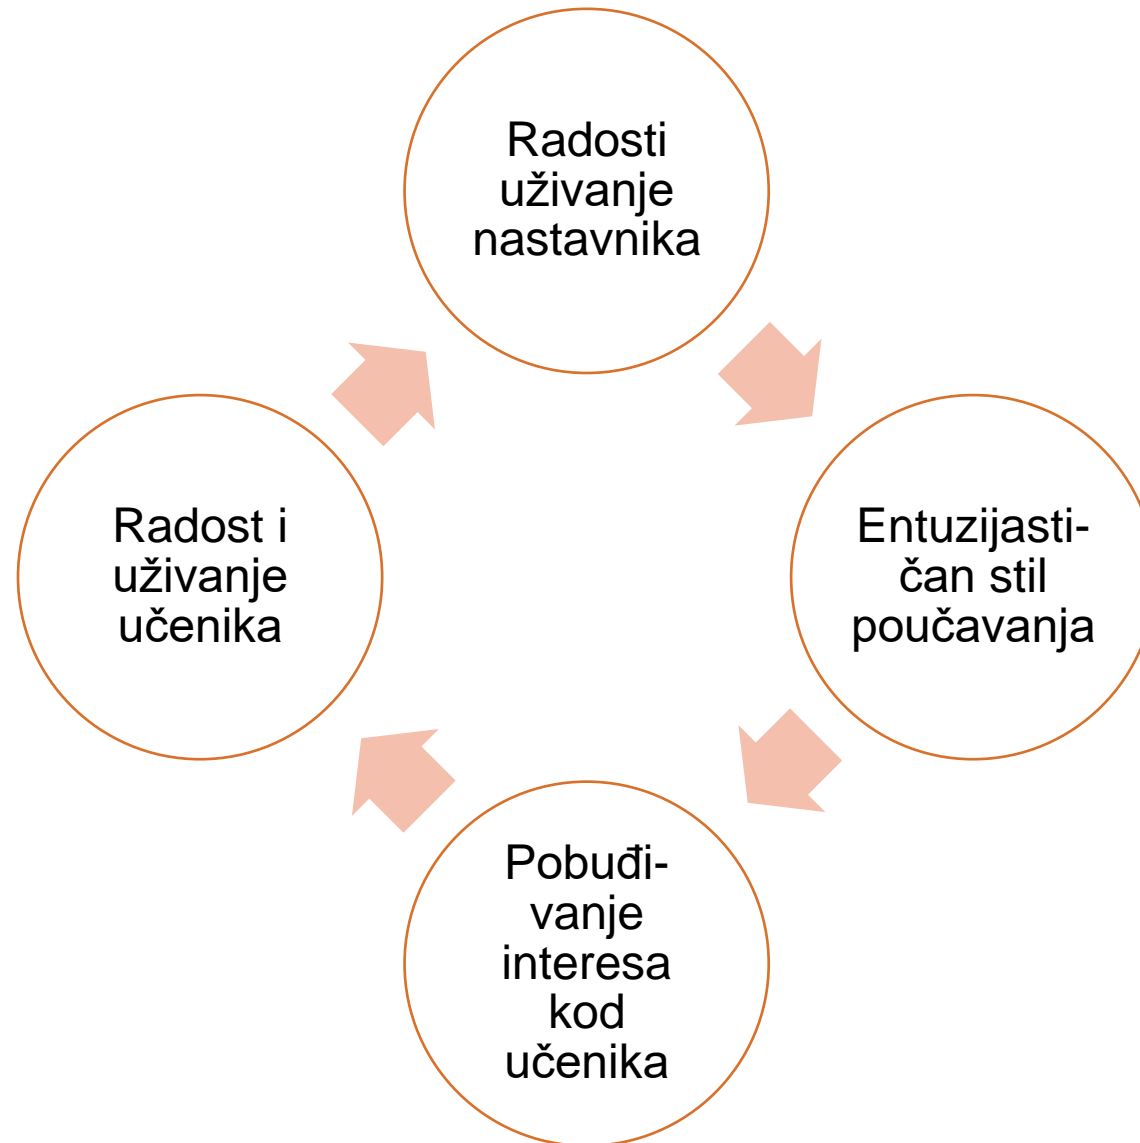 Radosti
uživanje
nastavnika
Radost i
uživanje
učenika
Entuzijasti-
čan stil
poučavanja
Pobuđi-
vanje
interesa
kod
učenika